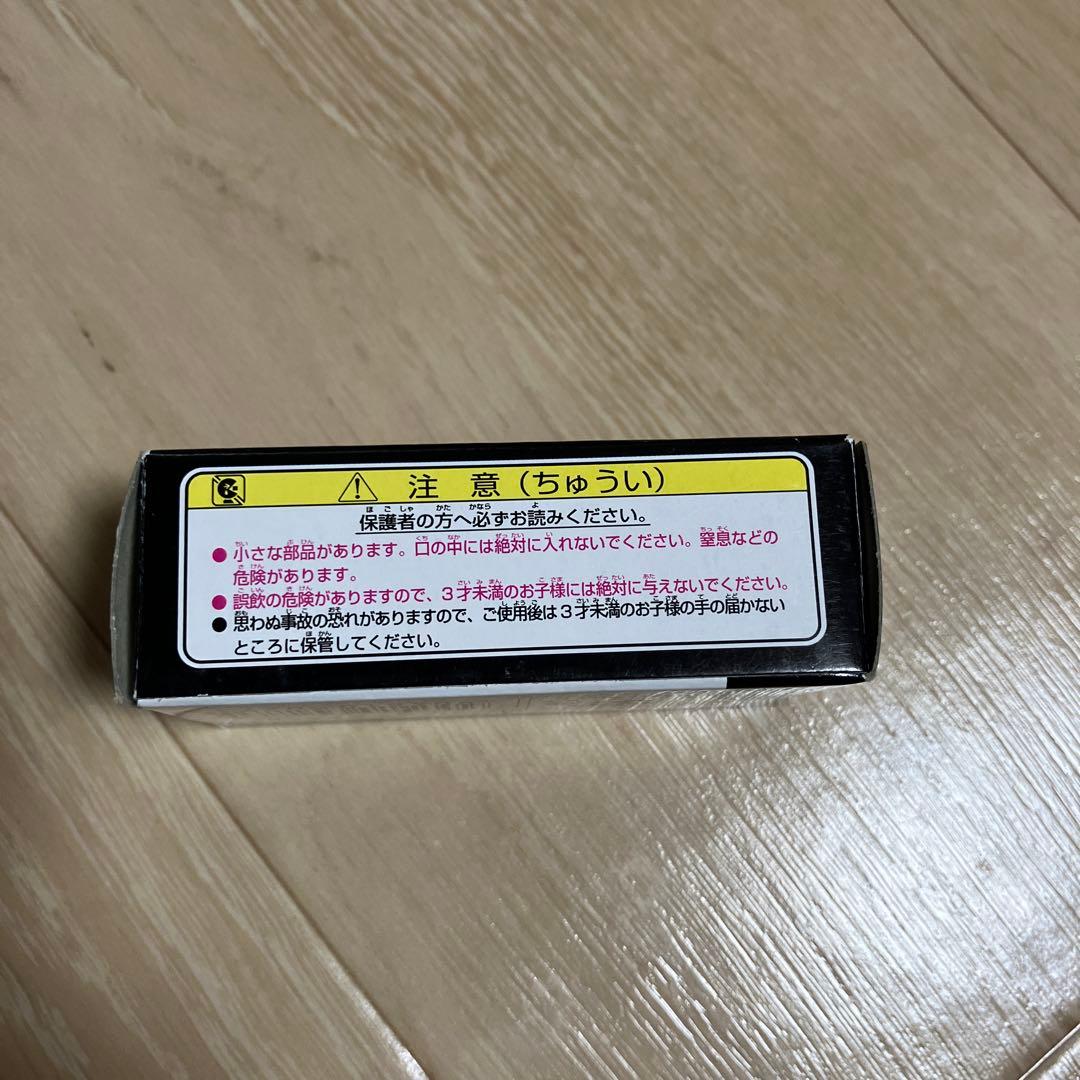 注 意（ちゅうい）
保護者の方へ必ずお読みください。
●小さな部品があります。口の中には絶対に入れないでください。窒息などの
危険があります。
●誤飲の危険がありますので、３才未満のお子様には絶対に与えないでください。
●思わぬ事故の恐れがありますので、ご使用後は３才未満のお子様の手の届かない
ところに保管してください。